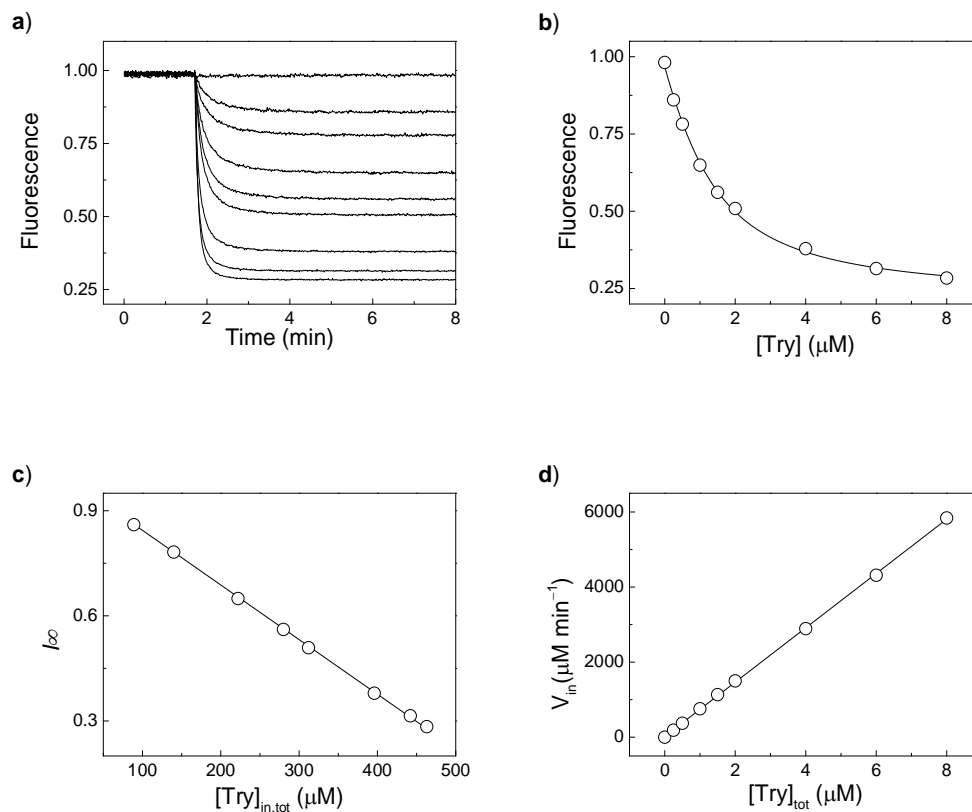 a)
1.00
0.75
0.50
0.25
Fluorescence
0 2 4 6 8
Time (min)
b)
1.00
0.75
0.50
0.25
Fluorescence
0 2 4 6 8
[Try] (μM)
c)
0.9
0.6
0.3
I∞
100 200 300 400 500
[Try]in,tot (μM)
d)
6000
4000
2000
0
Vin (μM min−1)
0 2 4 6 8
[Try]tot (μM)